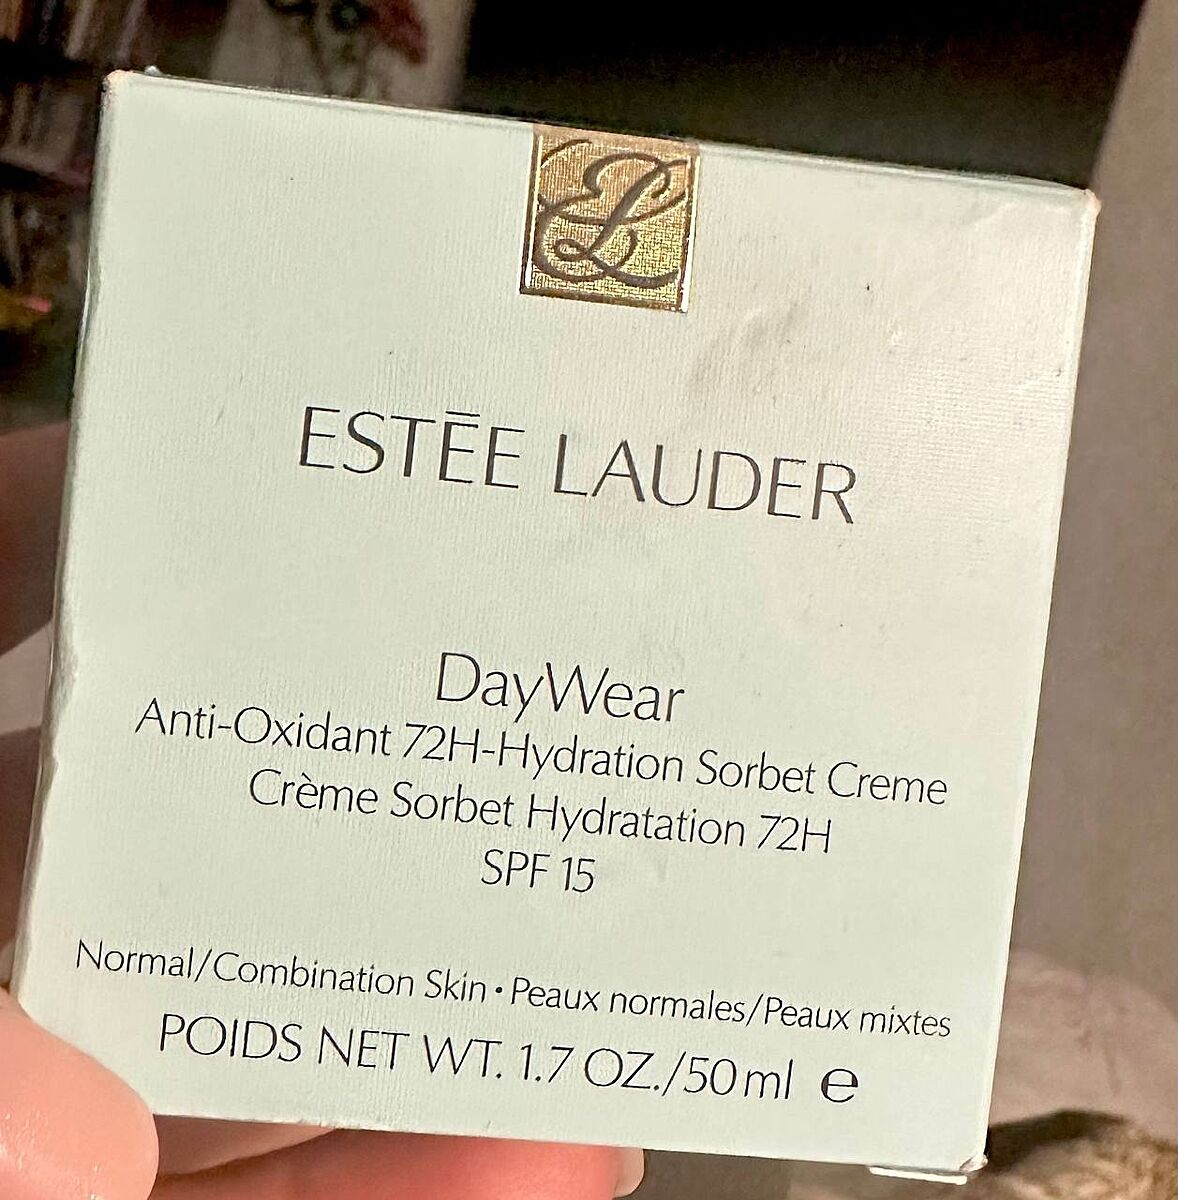 EL
ESTĒE LAUDER
DayWear
Anti-Oxidant 72H-Hydration Sorbet Creme
Crème Sorbet Hydratation 72H
SPF 15
Normal/Combination Skin • Peaux normales/Peaux mixtes
POIDS NET WT. 1.7 OZ./50 ml ℮